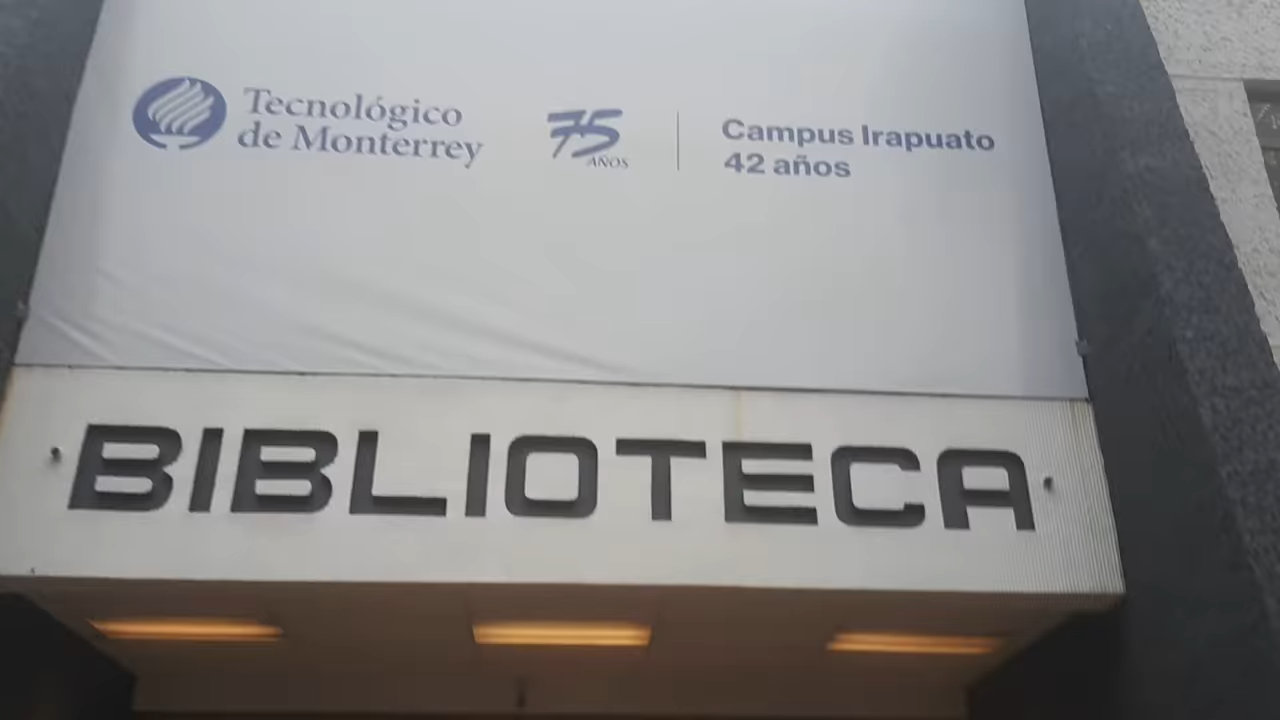 Tecnológico
de Monterrey
75
AÑOS
Campus Irapuato
42 años
BIBLIOTECA